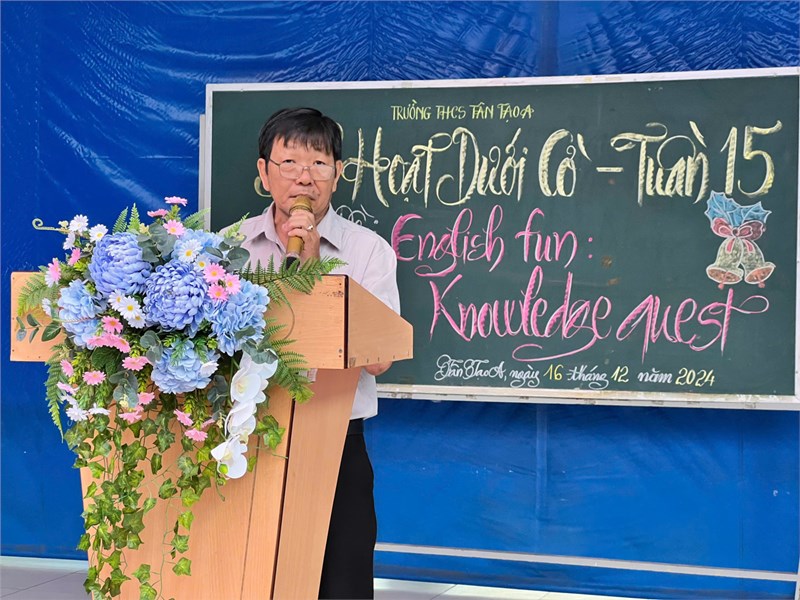 TRƯỜNG THCS TÂN TẠO A
Hoạt Dưới Cờ - Tuần 15
English fun:
Knowledge quest
Tân Tạo A, ngày 16 tháng 12 năm 2024